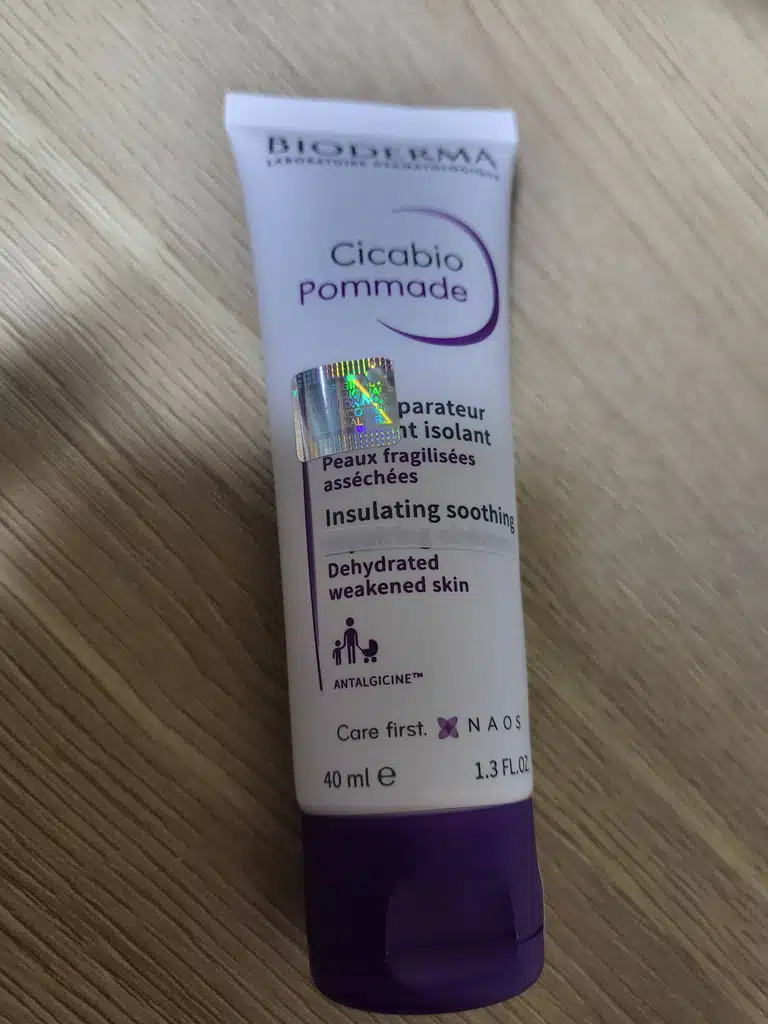 BIODERMA
LABORATOIRE DERMATOLOGIQUE
Cicabio
Pommade
parateur
nt isolant
Peaux fragilisées
asséchées
Insulating soothing
Dehydrated
weakened skin
ANTALGICINE™
Care first. NAOS
40 ml e 1.3 FL.OZ